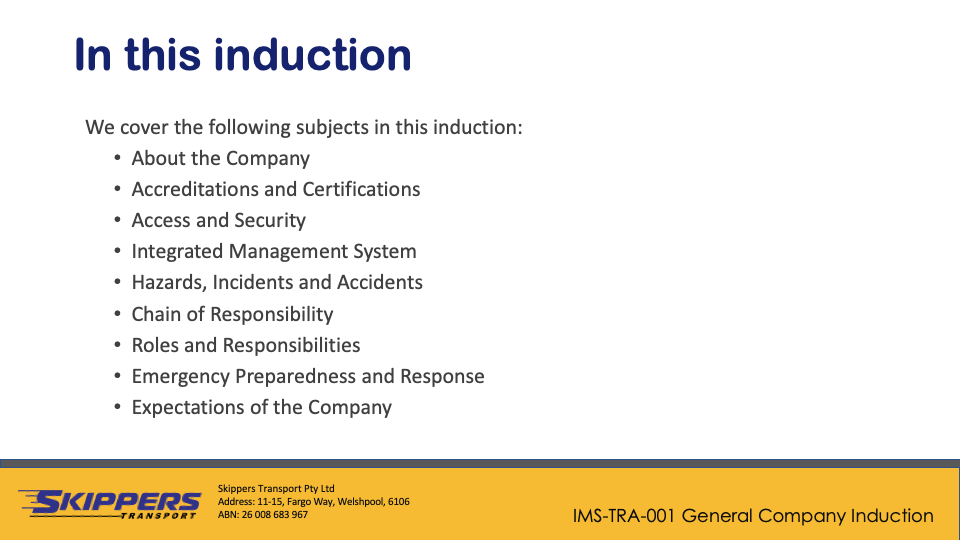 In this induction
We cover the following subjects in this induction:
• About the Company
• Accreditations and Certifications
• Access and Security
• Integrated Management System
• Hazards, Incidents and Accidents
• Chain of Responsibility
• Roles and Responsibilities
• Emergency Preparedness and Response
• Expectations of the Company
SKIPPERS
TRANSPORT
Skippers Transport Pty Ltd
Address: 11-15, Fargo Way, Welshpool, 6106
ABN: 26 008 683 967
IMS-TRA-001 General Company Induction